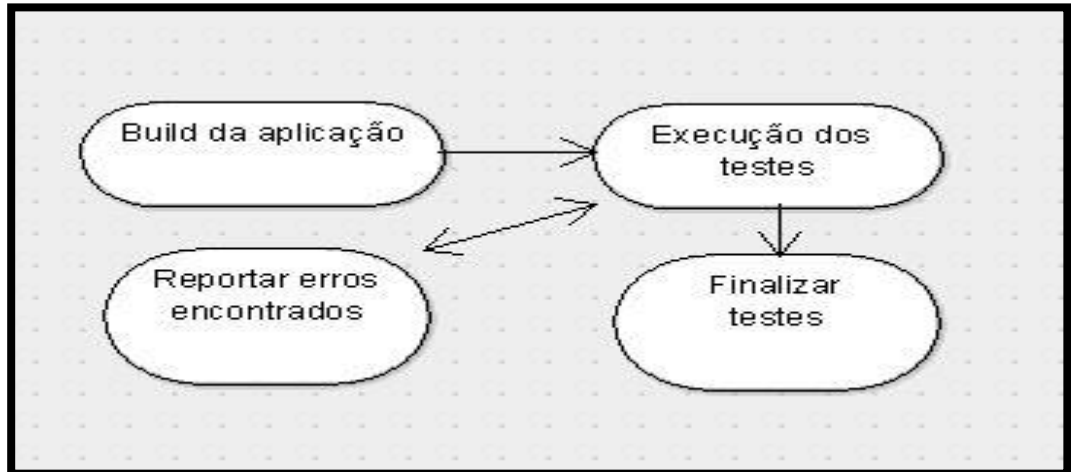 Build da aplicação
Execução dos
testes
Reportar erros
encontrados
Finalizar
testes